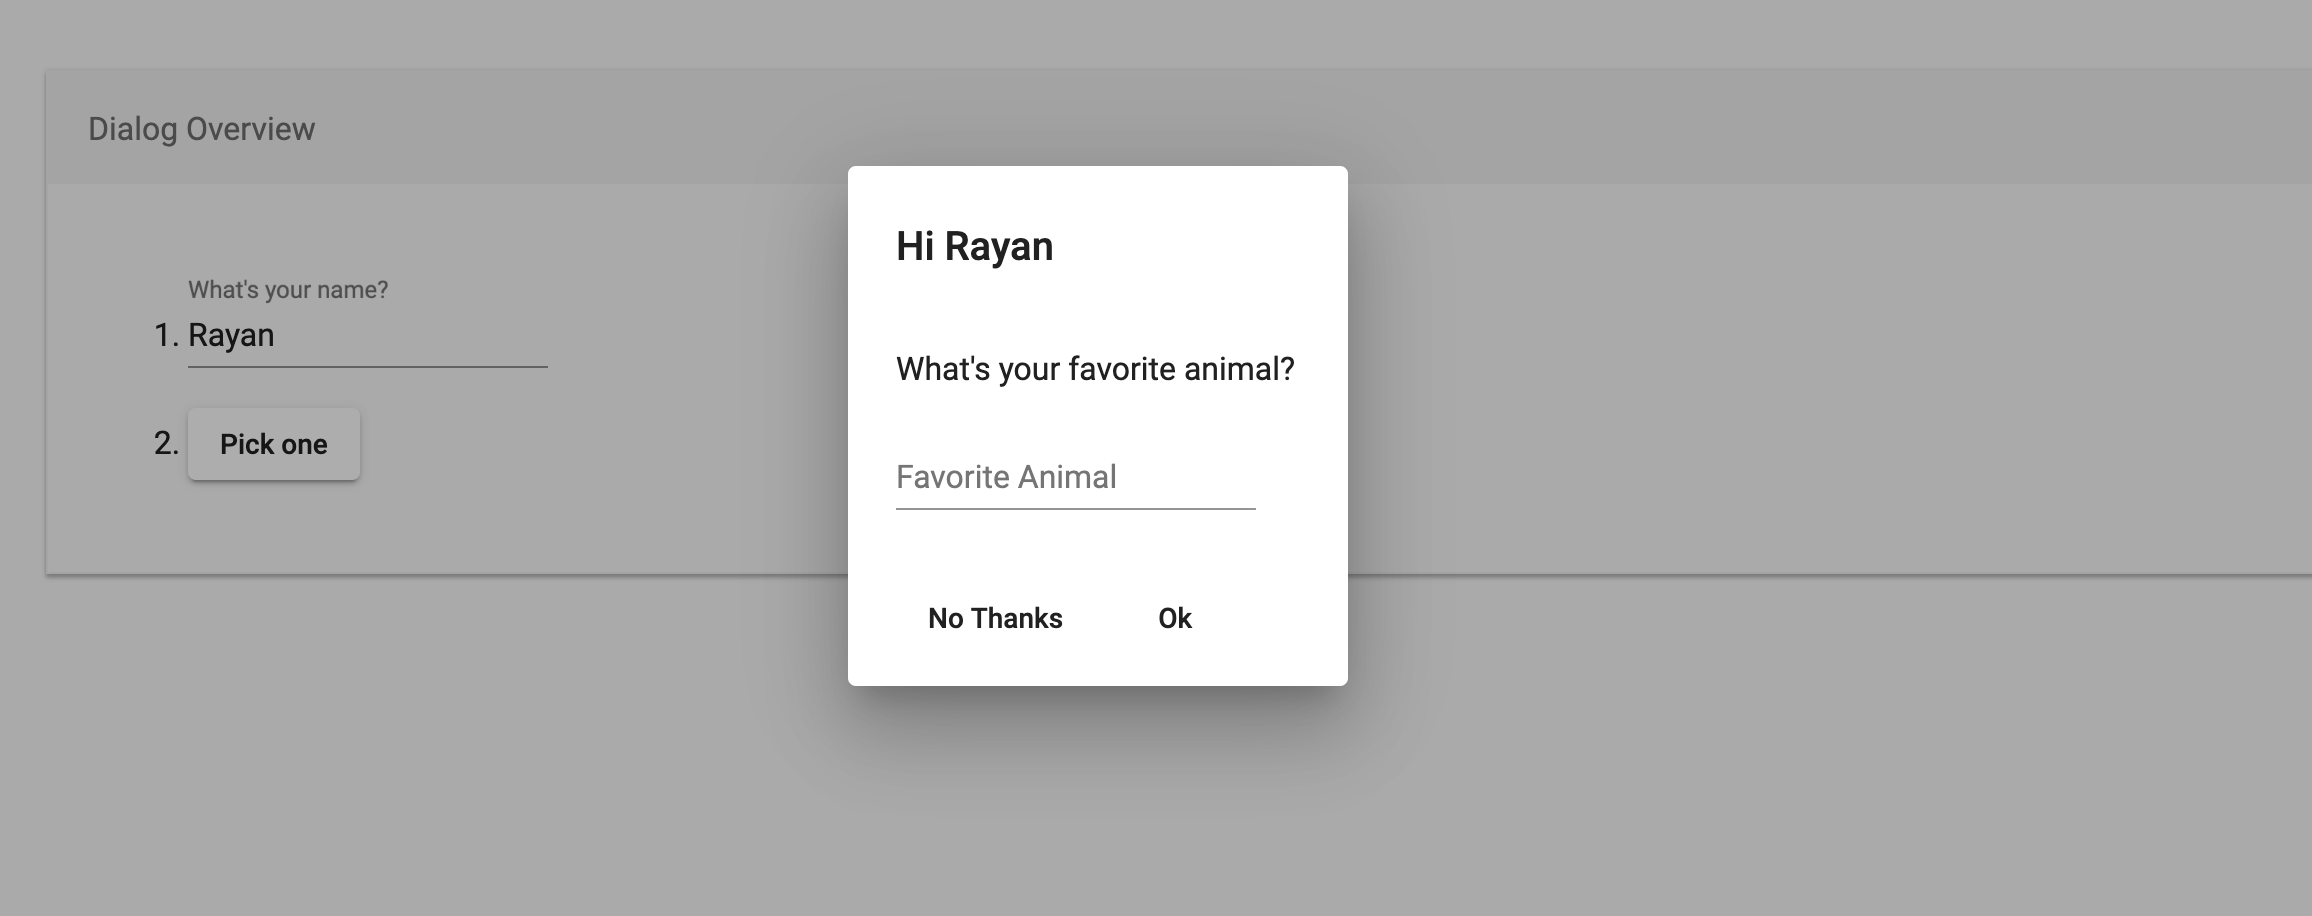 Dialog Overview
What's your name?
1. Rayan
2. Pick one
Hi Rayan
What's your favorite animal?
Favorite Animal
No Thanks Ok